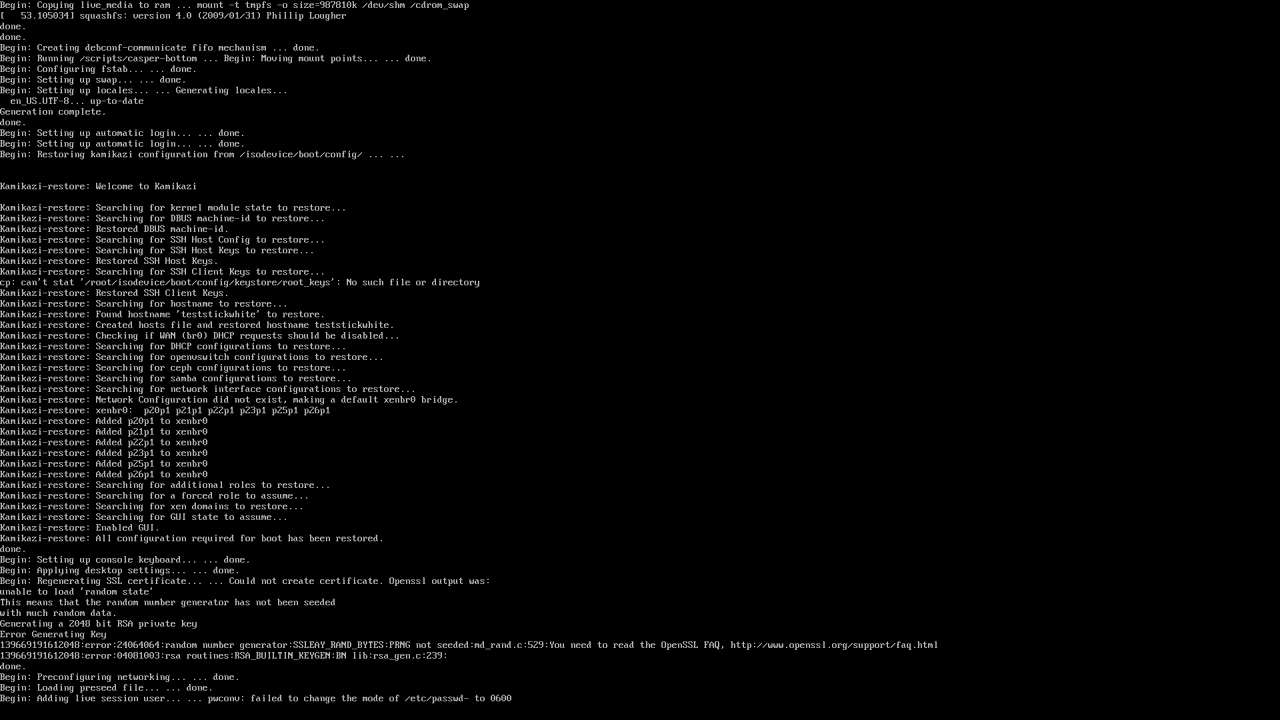 Begin: Copying live_media to ram ... mount -t tmpfs -o size=987810k /dev/shm /cdrom_swap
[   53.105034] squashfs: version 4.0 (2009/01/31) Phillip Lougher
done.
done.
Begin: Creating debconf-communicate fifo mechanism ... done.
Begin: Running /scripts/casper-bottom ... Begin: Moving mount points... ... done.
Begin: Configuring fstab... ... done.
Begin: Setting up swap... ... done.
Begin: Setting up locales... ... Generating locales...
  en_US.UTF-8... up-to-date
Generation complete.
done.
Begin: Setting up automatic login... ... done.
Begin: Setting up automatic login... ... done.
Begin: Restoring kamikazi configuration from /isodevice/boot/config/ ... ...
Kamikazi-restore: Welcome to Kamikazi
Kamikazi-restore: Searching for kernel module state to restore...
Kamikazi-restore: Searching for DBUS machine-id to restore...
Kamikazi-restore: Restored DBUS machine-id.
Kamikazi-restore: Searching for SSH Host Config to restore...
Kamikazi-restore: Searching for SSH Host Keys to restore...
Kamikazi-restore: Restored SSH Host Keys.
Kamikazi-restore: Searching for SSH Client Keys to restore...
cp: can't stat '/root/isodevice/boot/config/keystore/root_keys': No such file or directory
Kamikazi-restore: Restored SSH Client Keys.
Kamikazi-restore: Searching for hostname to restore...
Kamikazi-restore: Found hostname 'teststickwhite' to restore.
Kamikazi-restore: Created hosts file and restored hostname teststickwhite.
Kamikazi-restore: Checking if WAN (br0) DHCP requests should be disabled...
Kamikazi-restore: Searching for DHCP configurations to restore...
Kamikazi-restore: Searching for openvswitch configurations to restore...
Kamikazi-restore: Searching for ceph configurations to restore...
Kamikazi-restore: Searching for samba configurations to restore...
Kamikazi-restore: Searching for network interface configurations to restore...
Kamikazi-restore: Network Configuration did not exist, making a default xenbr0 bridge.
Kamikazi-restore: xenbr0:  p20p1 p21p1 p22p1 p23p1 p25p1 p26p1
Kamikazi-restore: Added p20p1 to xenbr0
Kamikazi-restore: Added p21p1 to xenbr0
Kamikazi-restore: Added p22p1 to xenbr0
Kamikazi-restore: Added p23p1 to xenbr0
Kamikazi-restore: Added p25p1 to xenbr0
Kamikazi-restore: Added p26p1 to xenbr0
Kamikazi-restore: Searching for additional roles to restore...
Kamikazi-restore: Searching for a forced role to assume...
Kamikazi-restore: Searching for xen domains to restore...
Kamikazi-restore: Searching for GUI state to assume...
Kamikazi-restore: Enabled GUI.
Kamikazi-restore: All configuration required for boot has been restored.
done.
Begin: Setting up console keyboard... ... done.
Begin: Applying desktop settings... ... done.
Begin: Regenerating SSL certificate... ... Could not create certificate. Openssl output was:
unable to load 'random state'
This means that the random number generator has not been seeded
with much random data.
Generating a 2048 bit RSA private key
Error Generating Key
139669191612048:error:24064064:random number generator:SSLEAY_RAND_BYTES:PRNG not seeded:md_rand.c:529:You need to read the OpenSSL FAQ, http://www.openssl.org/support/faq.html
139669191612048:error:04081003:rsa routines:RSA_BUILTIN_KEYGEN:BN lib:rsa_gen.c:239:
done.
Begin: Preconfiguring networking... ... done.
Begin: Loading preseed file... ... done.
Begin: Adding live session user... ... pwconv: failed to change the mode of /etc/passwd- to 0600